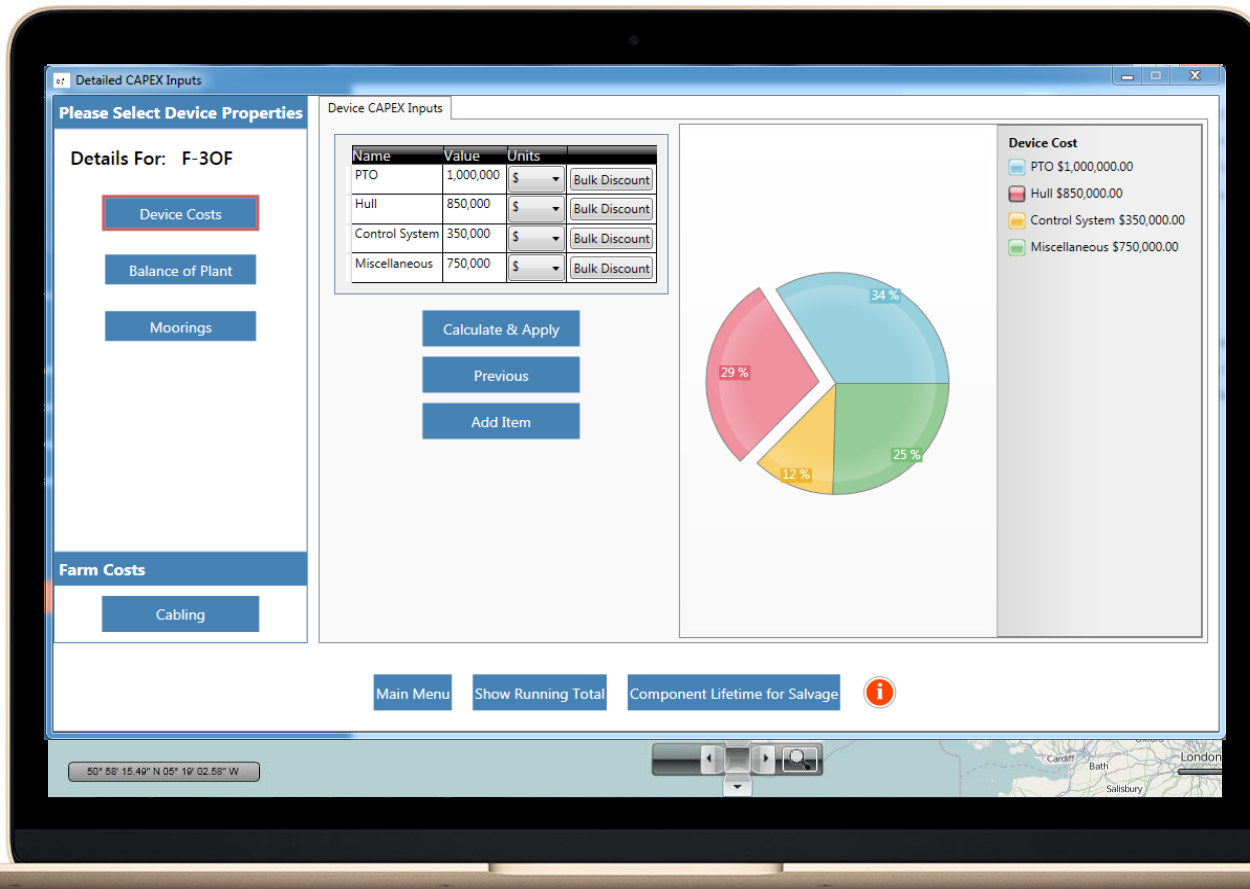 Detailed CAPEX Inputs
Please Select Device Properties
Details For: F-3OF
Device Costs
Balance of Plant
Moorings
Farm Costs
Cabling
Device CAPEX Inputs
Name Value Units
PTO 1,000,000 $ Bulk Discount
Hull 850,000 $ Bulk Discount
Control System 350,000 $ Bulk Discount
Miscellaneous 750,000 $ Bulk Discount
Calculate & Apply
Previous
Add Item
34 %
29 %
25 %
12 %
Device Cost
PTO $1,000,000.00
Hull $850,000.00
Control System $350,000.00
Miscellaneous $750,000.00
Main Menu
Show Running Total
Component Lifetime for Salvage
i
50° 58' 15.49" N 05° 19' 02.58" W
Cardiff
Bath
London
Salisbury